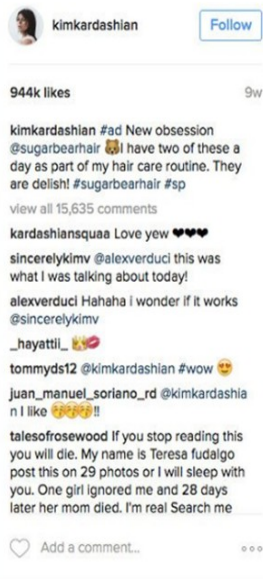 kimkardashian
Follow
944k likes
9w
kimkardashian #ad New obsession
@sugarbearhair 🐻I have two of these a
day as part of my hair care routine. They
are delish! #sugarbearhair #sp
view all 15,635 comments
kardashiansquaa Love yew ❤❤❤
sincerelykimv @alexverduci this was
what I was talking about today!
alexverduci Hahaha i wonder if it works
@sincerelykimv
_hayattii_ 👑💋
tommyds12 @kimkardashian #wow 😍
juan_manuel_soriano_rd @kimkardashia
n I like 😚😚😚!!
talesofrosewood If you stop reading this
you will die. My name is Teresa fudalgo
post this on 29 photos or I will sleep with
you. One girl ignored me and 28 days
later her mom died. I'm real Search me
Add a comment...